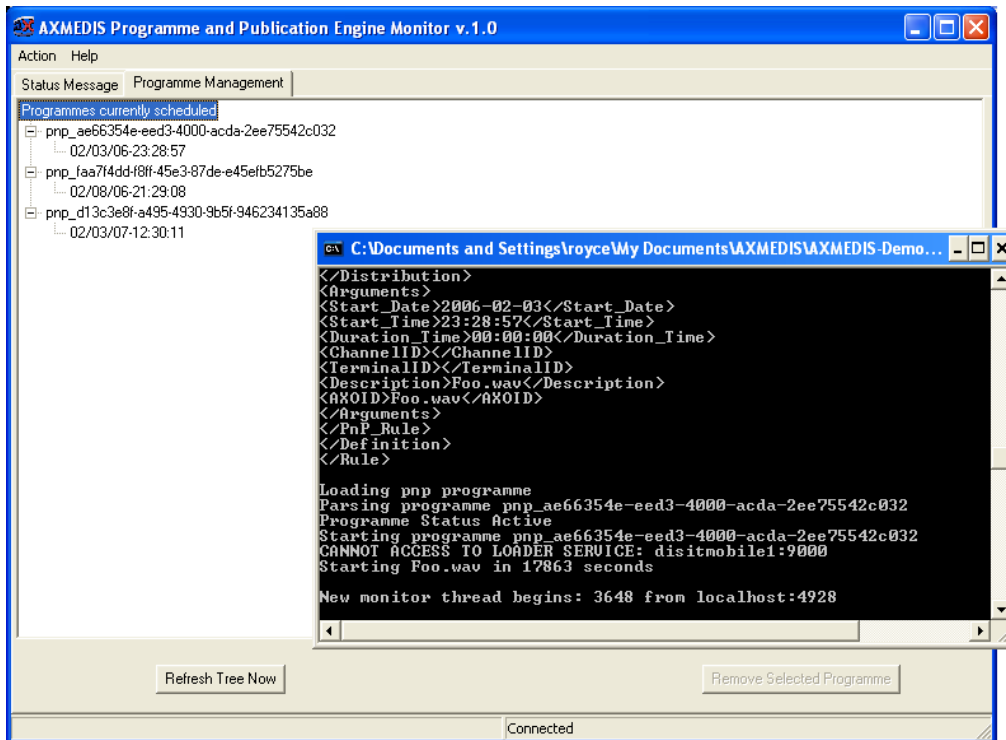 AXMEDIS Programme and Publication Engine Monitor v.1.0
Action Help
Status Message Programme Management
Programmes currently scheduled
pnp_ae66354e-eed3-4000-acda-2ee75542c032
02/03/06-23:28:57
pnp_faa7f4dd-f8ff-45e3-87de-e45efb5275be
02/08/06-21:29:08
pnp_d13c3e8f-a495-4930-9b5f-946234135a88
02/03/07-12:30:11
C:\Documents and Settings\royce\My Documents\AXMEDIS\AXMEDIS-Demo...
</Distribution>
<Arguments>
<Start_Date>2006-02-03</Start_Date>
<Start_Time>23:28:57</Start_Time>
<Duration_Time>00:00:00</Duration_Time>
<ChannelID></ChannelID>
<TerminalID></TerminalID>
<Description>Foo.wav</Description>
<AXOID>Foo.wav</AXOID>
</Arguments>
</PnP_Rule>
</Definition>
</Rule>
Loading pnp programme
Parsing programme pnp_ae66354e-eed3-4000-acda-2ee75542c032
Programme Status Active
Starting programme pnp_ae66354e-eed3-4000-acda-2ee75542c032
CANNOT ACCESS TO LOADER SERVICE: disitmobile1:9000
Starting Foo.wav in 17863 seconds
New monitor thread begins: 3648 from localhost:4928
Refresh Tree Now Remove Selected Programme
Connected